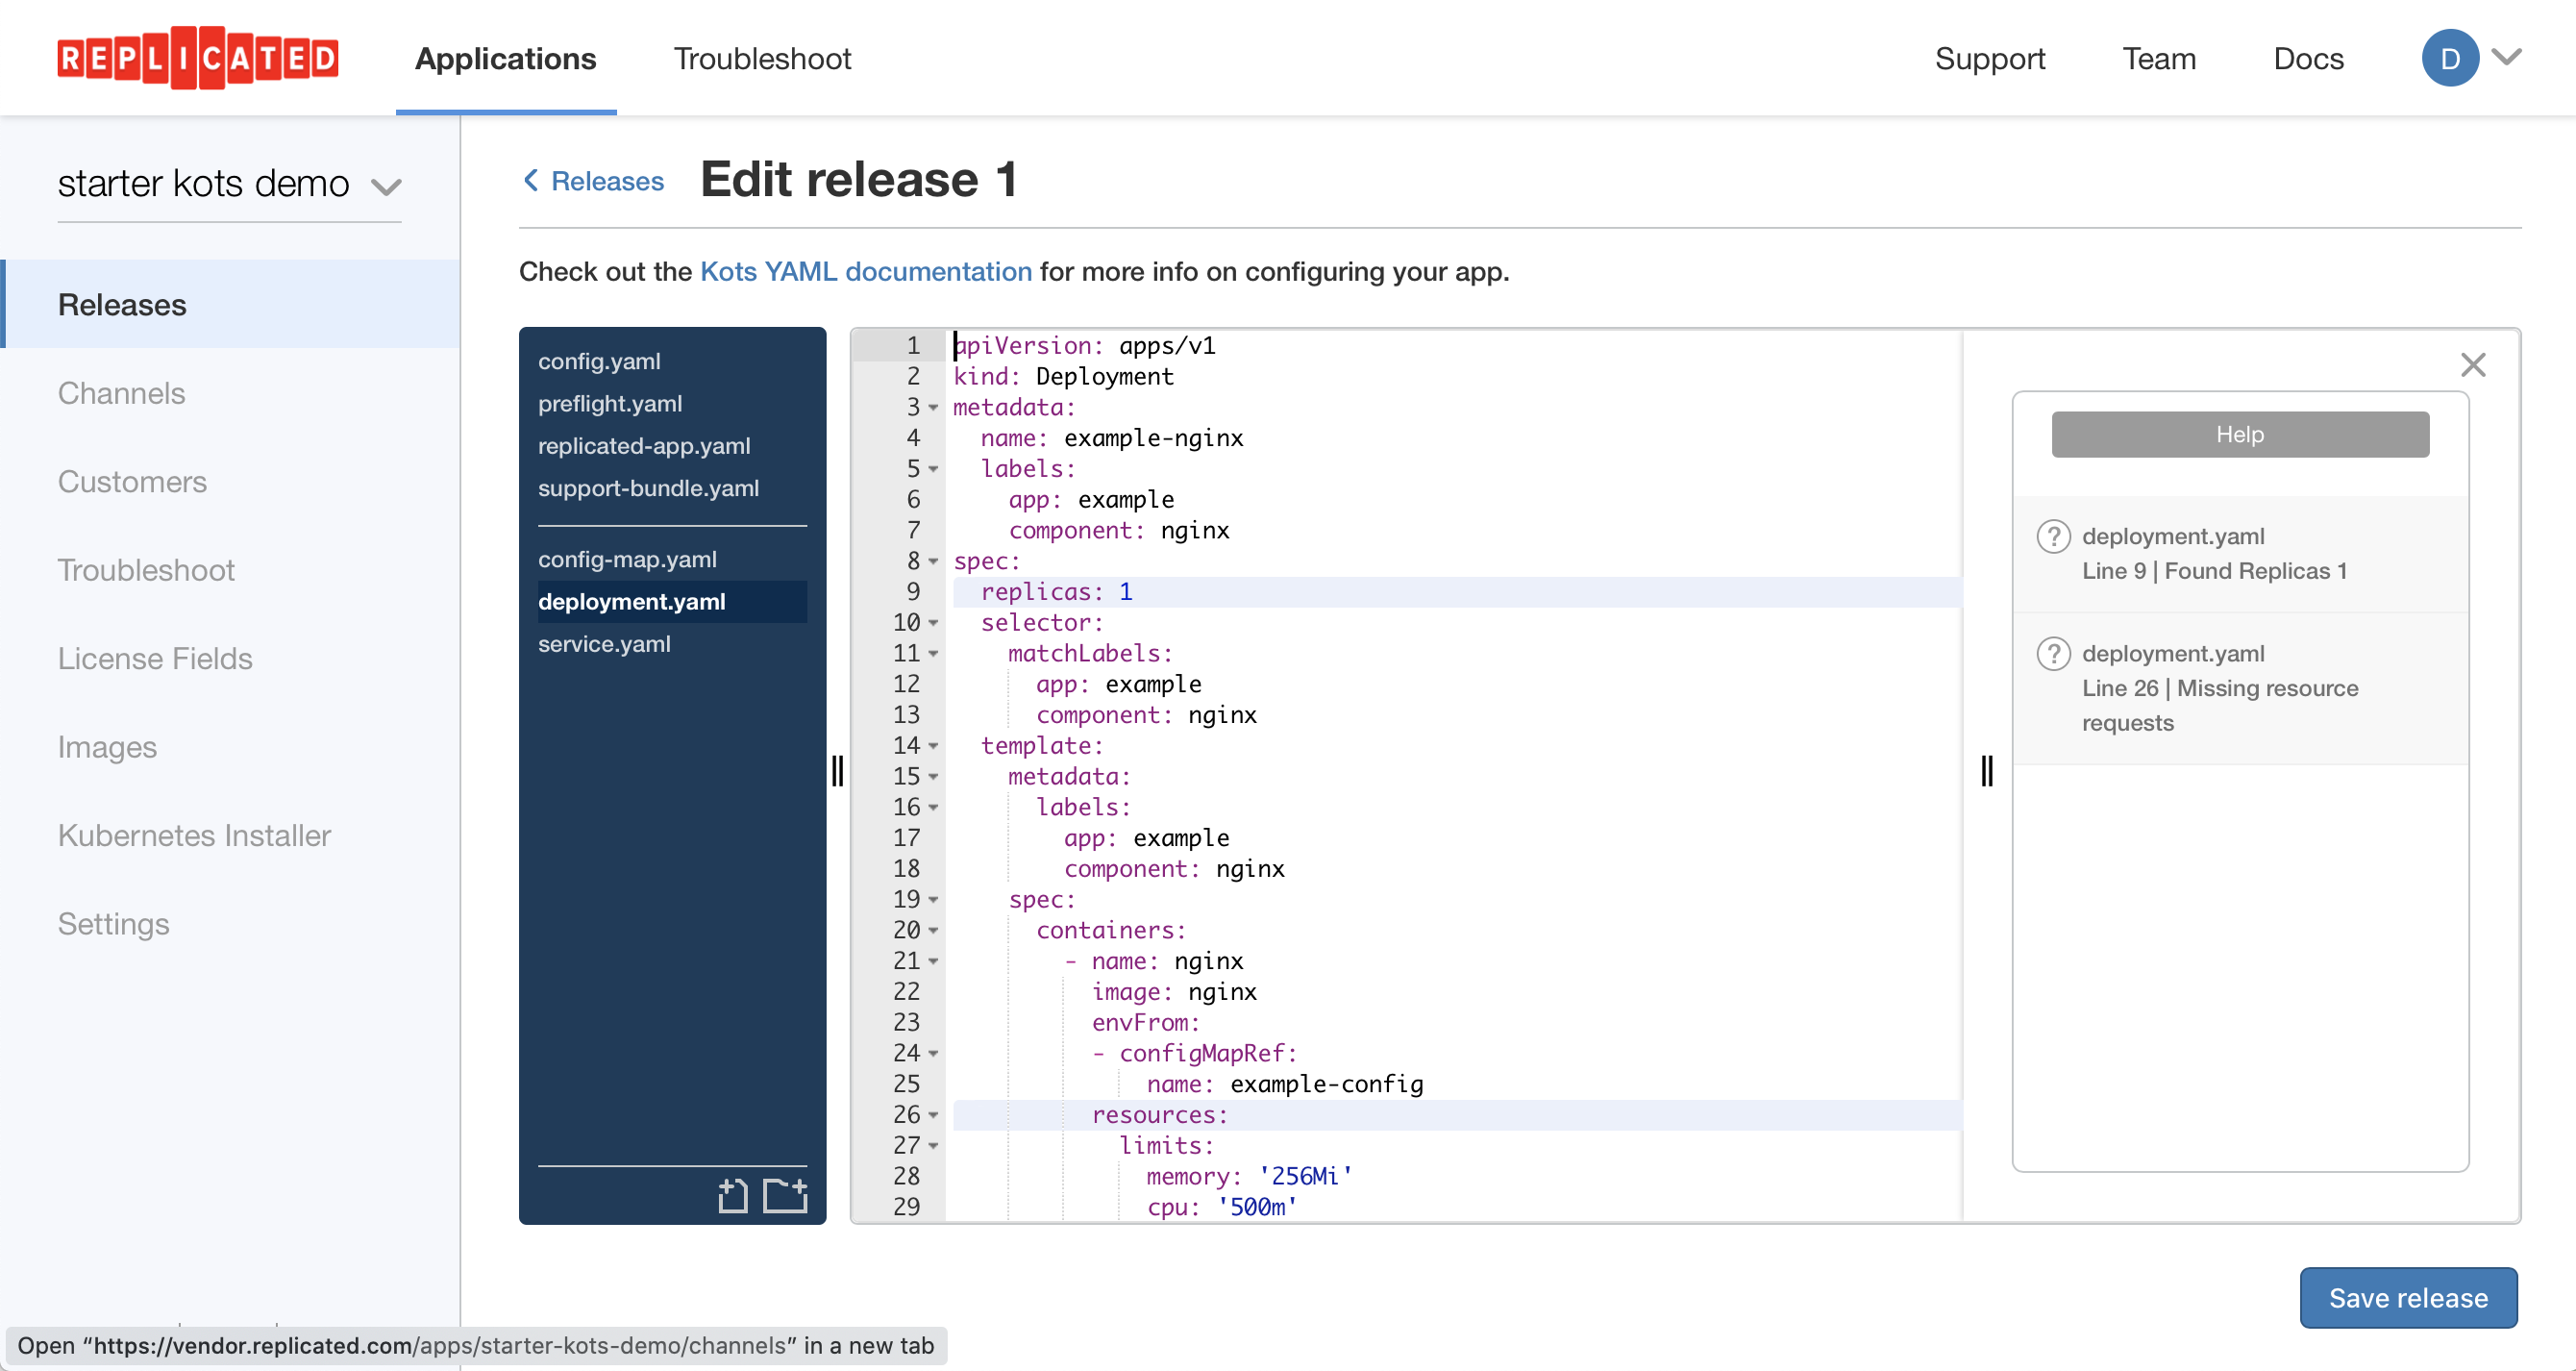 REPLICATED
Applications
Troubleshoot
Support
Team
Docs
D
starter kots demo
Releases
Channels
Customers
Troubleshoot
License Fields
Images
Kubernetes Installer
Settings
Releases
Edit release 1
Check out the Kots YAML documentation for more info on configuring your app.
config.yaml
preflight.yaml
replicated-app.yaml
support-bundle.yaml
config-map.yaml
deployment.yaml
service.yaml
1 apiVersion: apps/v1
2 kind: Deployment
3 metadata:
4   name: example-nginx
5   labels:
6     app: example
7     component: nginx
8 spec:
9   replicas: 1
10   selector:
11     matchLabels:
12       app: example
13       component: nginx
14   template:
15     metadata:
16       labels:
17         app: example
18         component: nginx
19     spec:
20       containers:
21         - name: nginx
22           image: nginx
23           envFrom:
24           - configMapRef:
25               name: example-config
26           resources:
27             limits:
28               memory: '256Mi'
29               cpu: '500m'
Help
? deployment.yaml
Line 9 | Found Replicas 1
? deployment.yaml
Line 26 | Missing resource
requests
Save release
Open “https://vendor.replicated.com/apps/starter-kots-demo/channels” in a new tab